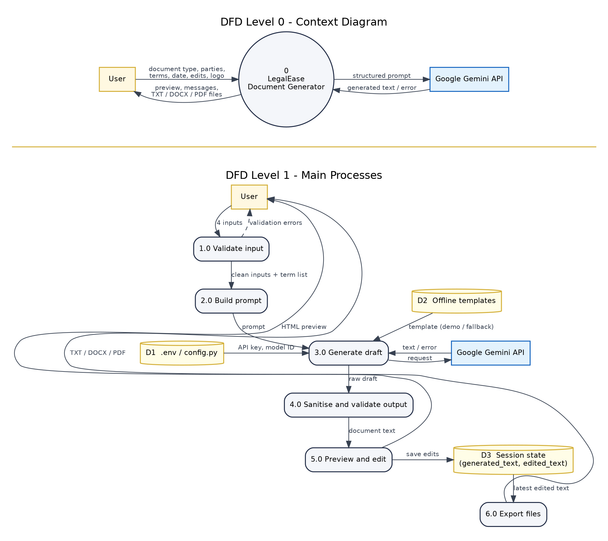 DFD Level 0 - Context Diagram
User
document type, parties,
terms, date, edits, logo
preview, messages,
TXT / DOCX / PDF files
0
LegalEase
Document Generator
structured prompt
generated text / error
Google Gemini API
DFD Level 1 - Main Processes
User
4 inputs
validation errors
1.0 Validate input
clean inputs + term list
2.0 Build prompt
D2 Offline templates
prompt
HTML preview
template (demo / fallback)
TXT / DOCX / PDF
D1 .env / config.py
API key, model ID
3.0 Generate draft
text / error
request
Google Gemini API
raw draft
4.0 Sanitise and validate output
document text
5.0 Preview and edit
save edits
D3 Session state
(generated_text, edited_text)
latest edited text
6.0 Export files